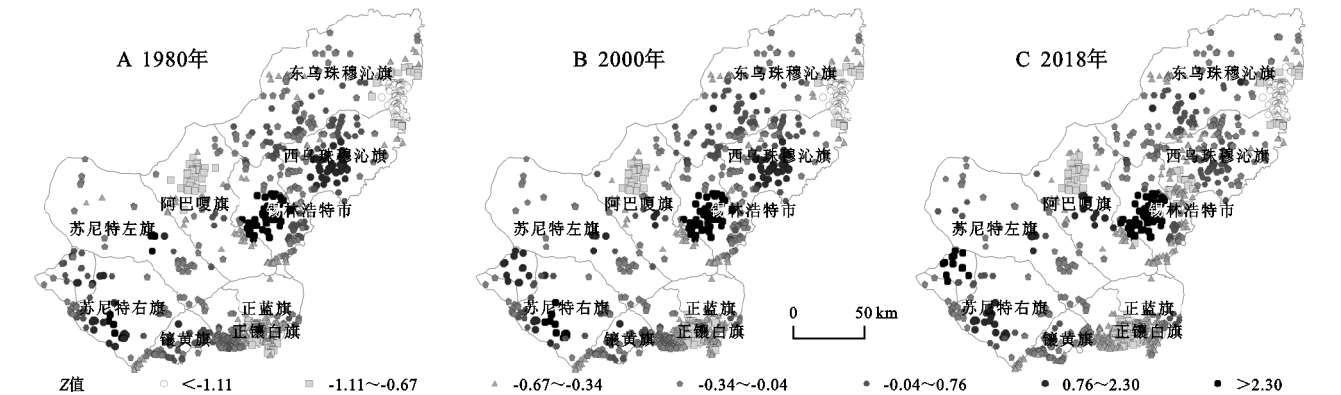 A 1980年
东乌珠穆沁旗
西乌珠穆沁旗
阿巴嘎旗
锡林浩特市
苏尼特左旗
苏尼特右旗
正蓝旗
正镶白旗
镶黄旗
B 2000年
东乌珠穆沁旗
西乌珠穆沁旗
阿巴嘎旗
锡林浩特市
苏尼特左旗
苏尼特右旗
正蓝旗
正镶白旗
镶黄旗
0 50 km
C 2018年
东乌珠穆沁旗
西乌珠穆沁旗
阿巴嘎旗
锡林浩特市
苏尼特左旗
苏尼特右旗
正蓝旗
正镶白旗
镶黄旗
Z值 <-1.11 -1.11~-0.67 -0.67~-0.34 -0.34~-0.04 -0.04~0.76 0.76~2.30 >2.30